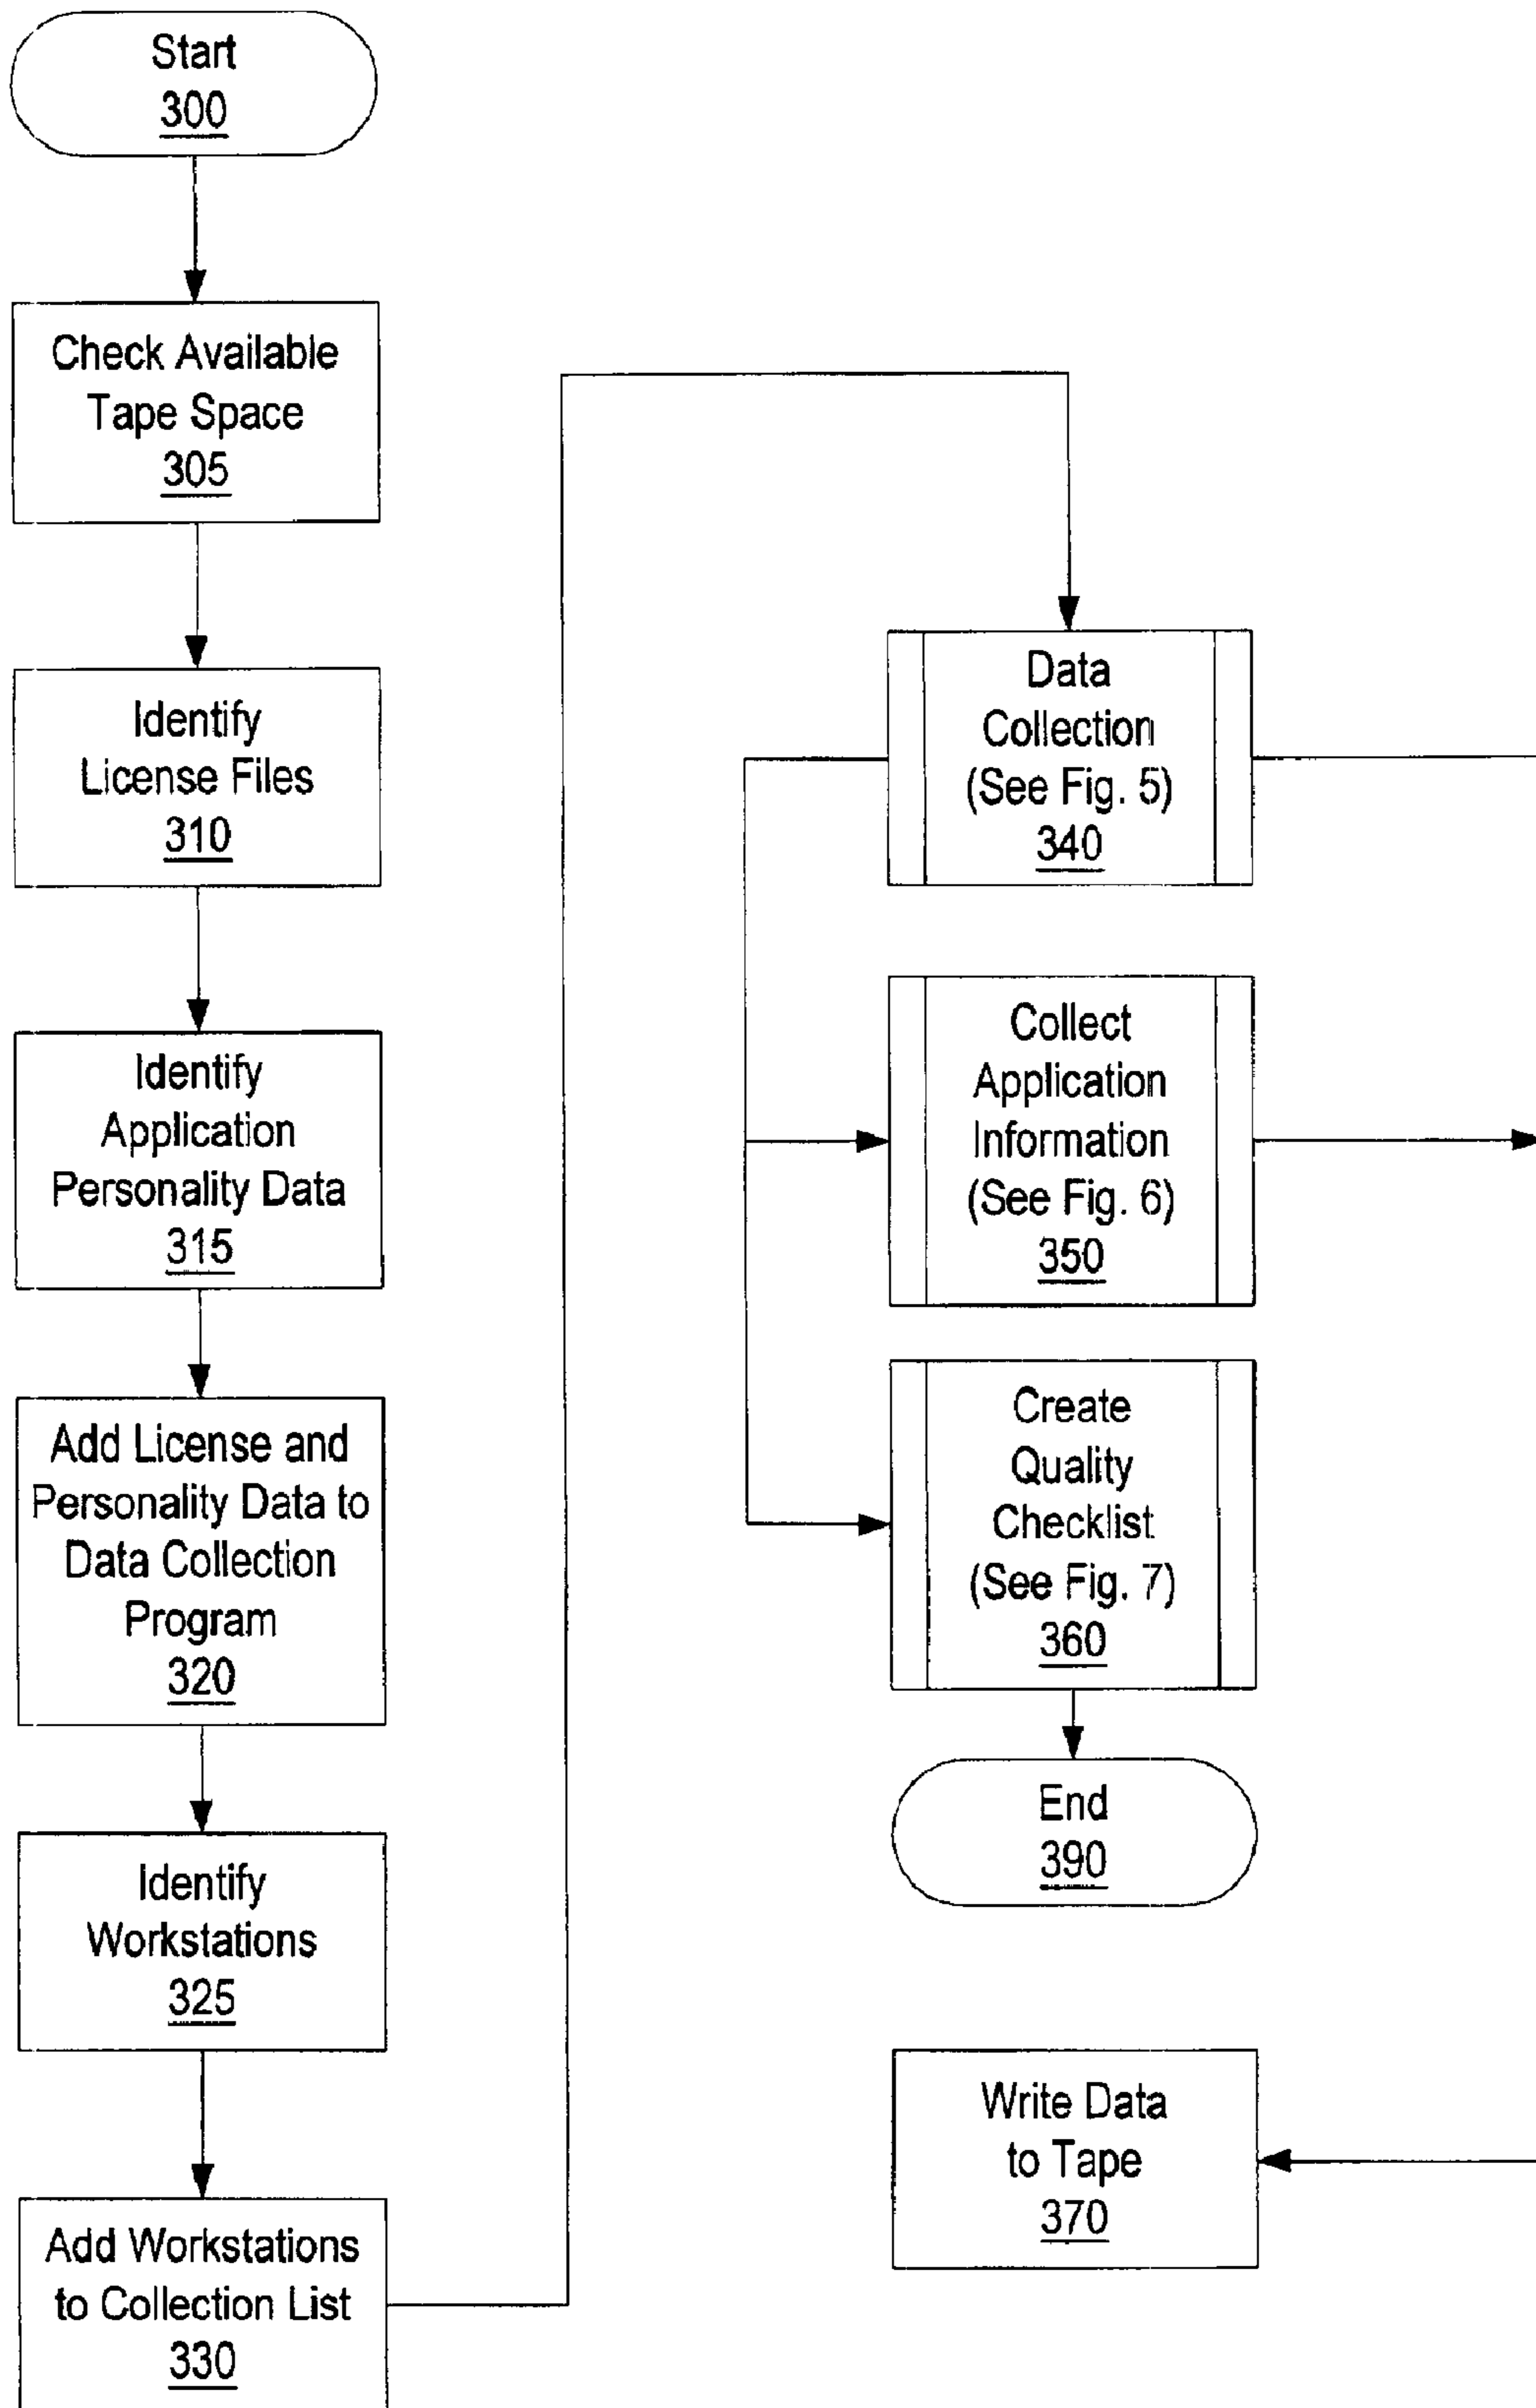 Start
300
Check Available
Tape Space
305
Identify
License Files
310
Identify
Application
Personality Data
315
Add License and
Personality Data to
Data Collection
Program
320
Identify
Workstations
325
Add Workstations
to Collection List
330
Data
Collection
(See Fig. 5)
340
Collect
Application
Information
(See Fig. 6)
350
Create
Quality
Checklist
(See Fig. 7)
360
End
390
Write Data
to Tape
370